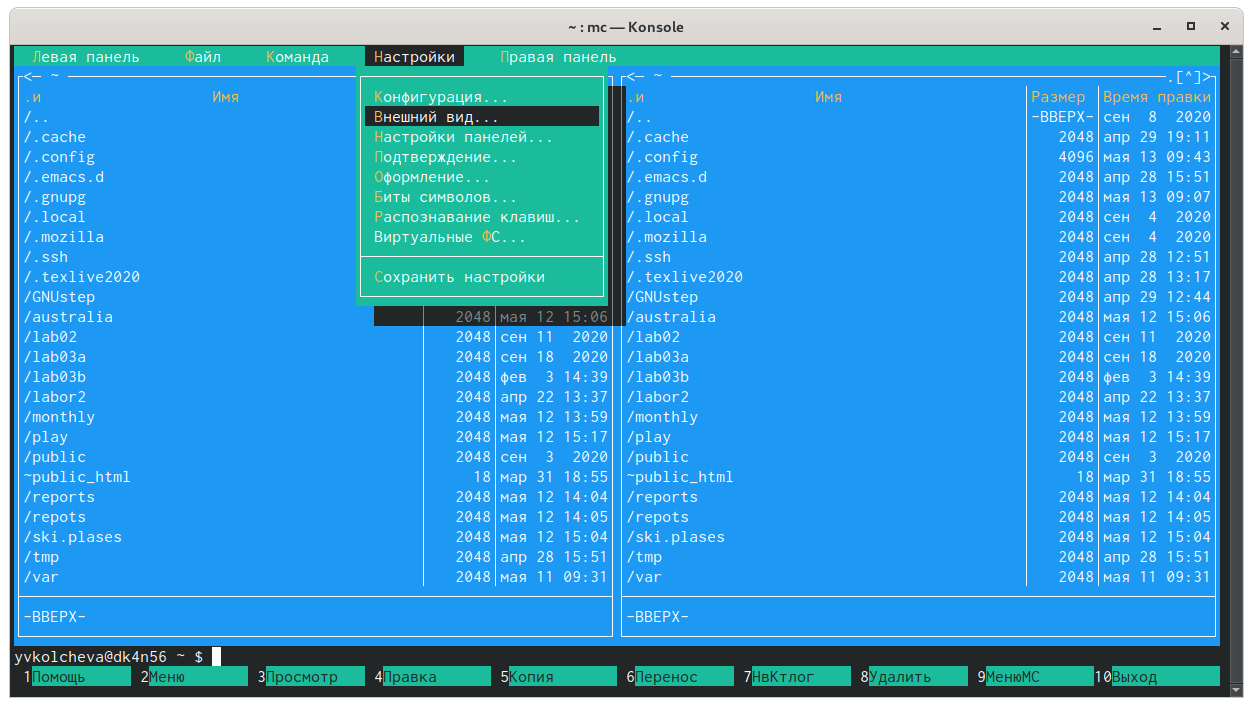 ~ : mc — Konsole
Левая панель Файл Команда Настройки Правая панель
<— ~ <— ~ .[^]>
.и Имя Конфигурация... .и Имя Размер Время правки
/.. Внешний вид... /.. -ВВЕРХ- сен 8 2020
/.cache Настройки панелей... /.cache 2048 апр 29 19:11
/.config Подтверждение... /.config 4096 мая 13 09:43
/.emacs.d Оформление... /.emacs.d 2048 апр 28 15:51
/.gnupg Биты символов... /.gnupg 2048 мая 13 09:07
/.local Распознавание клавиш... /.local 2048 сен 4 2020
/.mozilla Виртуальные ФС... /.mozilla 2048 сен 4 2020
/.ssh /.ssh 2048 апр 28 12:51
/.texlive2020 Сохранить настройки /.texlive2020 2048 апр 28 13:17
/GNUstep /GNUstep 2048 апр 29 12:44
/australia 2048 мая 12 15:06 /australia 2048 мая 12 15:06
/lab02 2048 сен 11 2020 /lab02 2048 сен 11 2020
/lab03a 2048 сен 18 2020 /lab03a 2048 сен 18 2020
/lab03b 2048 фев 3 14:39 /lab03b 2048 фев 3 14:39
/labor2 2048 апр 22 13:37 /labor2 2048 апр 22 13:37
/monthly 2048 мая 12 13:59 /monthly 2048 мая 12 13:59
/play 2048 мая 12 15:17 /play 2048 мая 12 15:17
/public 2048 сен 3 2020 /public 2048 сен 3 2020
~public_html 18 мар 31 18:55 ~public_html 18 мар 31 18:55
/reports 2048 мая 12 14:04 /reports 2048 мая 12 14:04
/repots 2048 мая 12 14:05 /repots 2048 мая 12 14:05
/ski.plases 2048 мая 12 15:04 /ski.plases 2048 мая 12 15:04
/tmp 2048 апр 28 15:51 /tmp 2048 апр 28 15:51
/var 2048 мая 11 09:31 /var 2048 мая 11 09:31
-ВВЕРХ- -ВВЕРХ-
yvkolcheva@dk4n56 ~ $
1Помощь 2Меню 3Просмотр 4Правка 5Копия 6Перенос 7НвКтлог 8Удалить 9МенюМС 10Выход